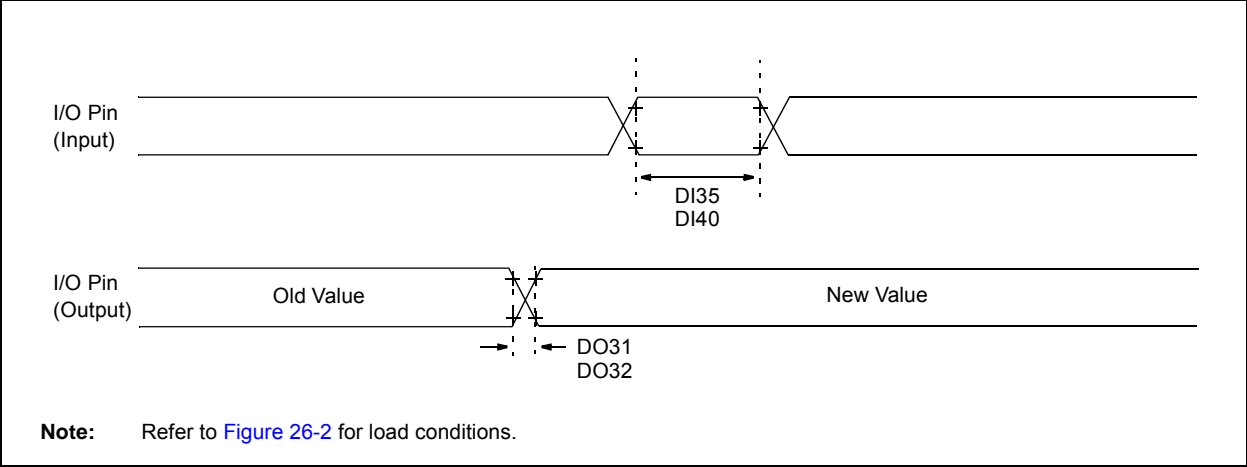 I/O Pin
(Input)
DI35
DI40
I/O Pin
(Output)
Old Value
New Value
DO31
DO32
Note: Refer to Figure 26-2 for load conditions.